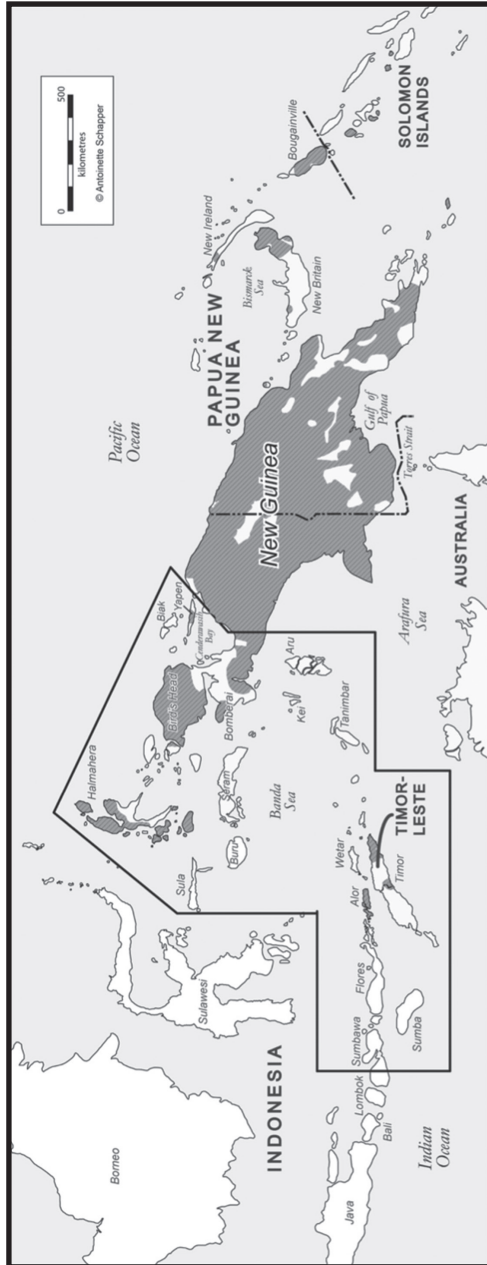 0
500
kilometres
© Antoinette Schapper
Pacific
Ocean
PAPUA NEW
GUINEA
New Ireland
Bismarck
Sea
New Britain
Bougainville
SOLOMON
ISLANDS
New Guinea
Gulf of
Papua
Torres Strait
AUSTRALIA
Arafura
Sea
Biak
Yapen
Cenderawasih
Bay
Bird's Head
Bomberai
Halmahera
Aru
Kei
Tanimbar
Seram
Banda
Sea
Buru
Sula
TIMOR-
LESTE
Wetar
Timor
Alor
Flores
Sumbawa
Sumba
Sulawesi
INDONESIA
Lombok
Bali
Java
Borneo
Indian
Ocean